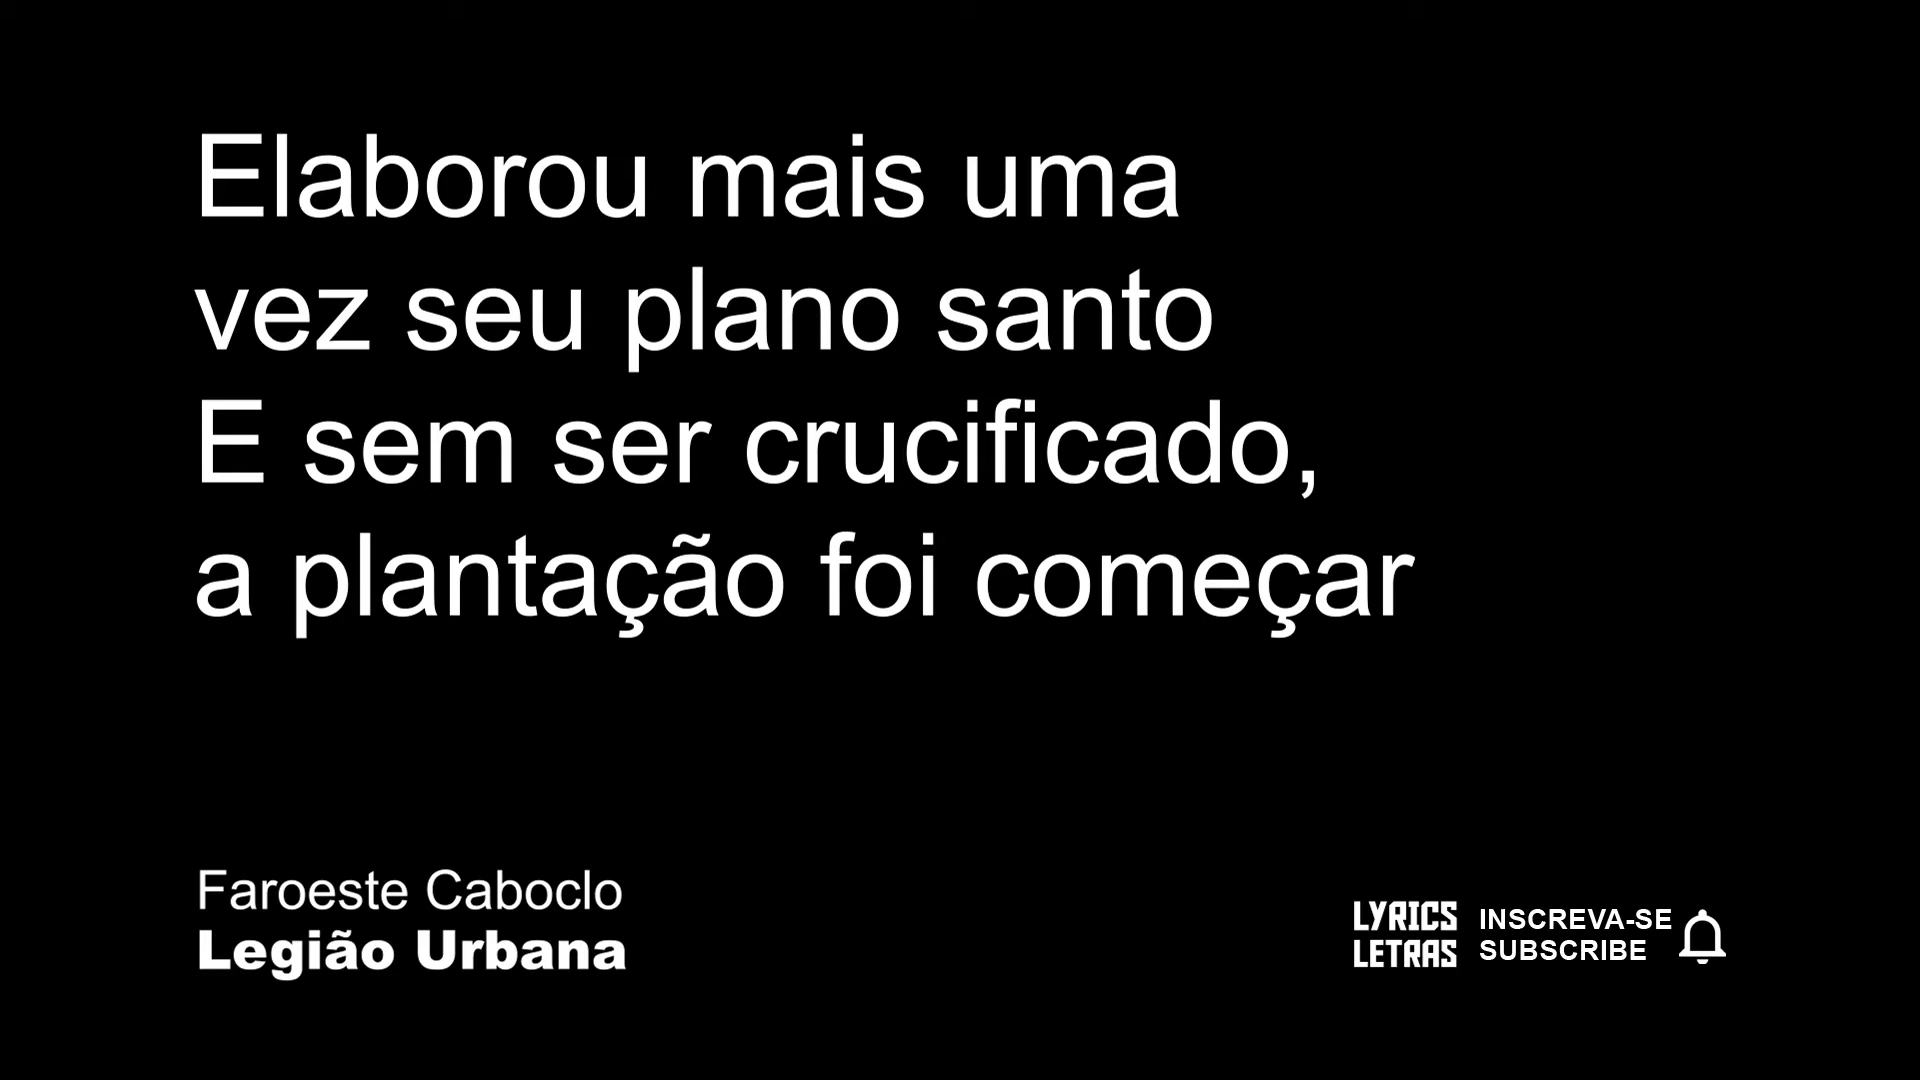 Elaborou mais uma
vez seu plano santo
E sem ser crucificado,
a plantação foi começar
Faroeste Caboclo
Legião Urbana
LYRICS
LETRAS
INSCREVA-SE
SUBSCRIBE